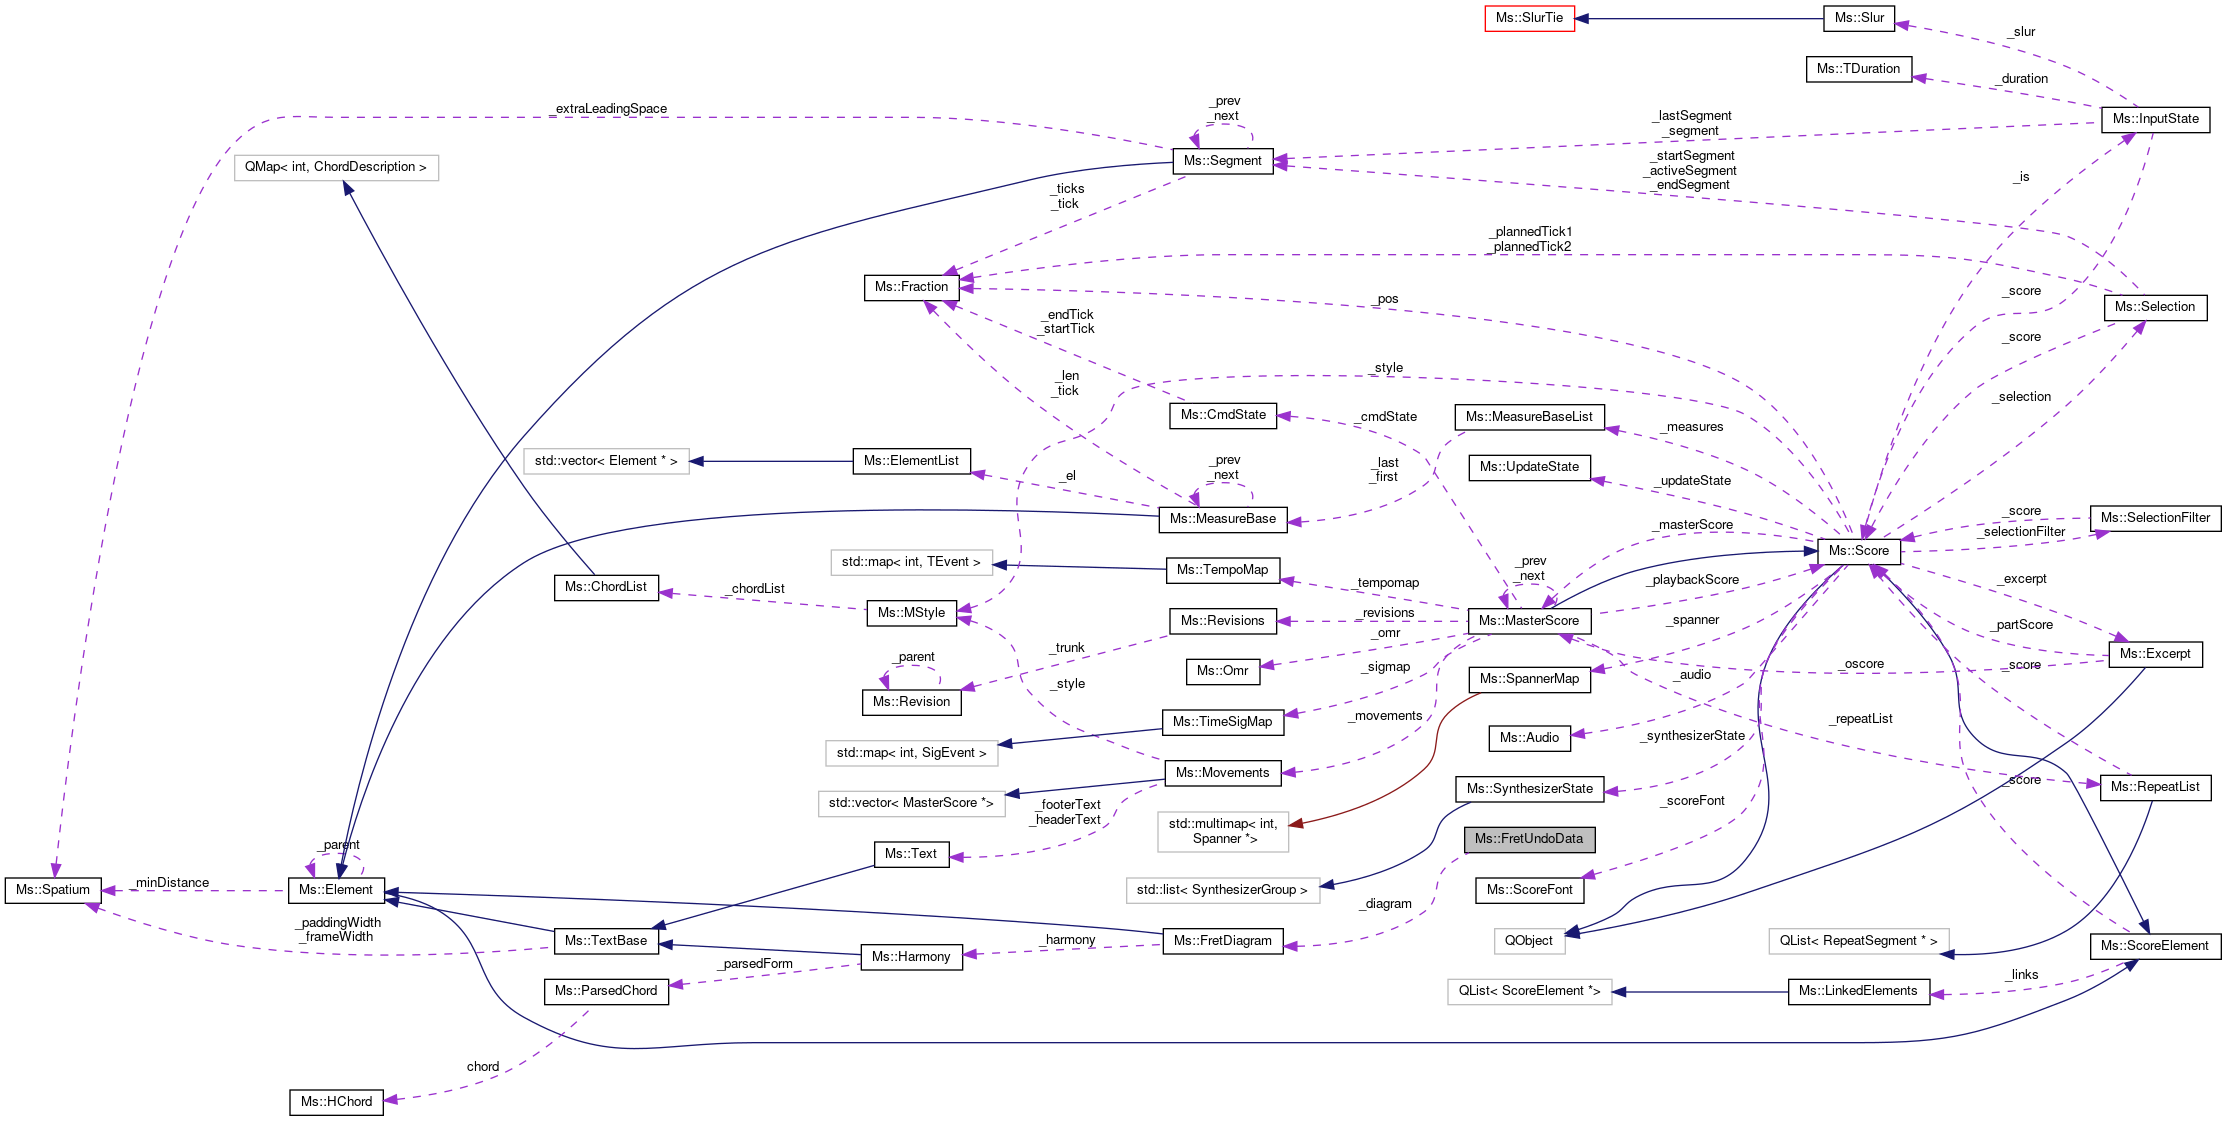 Ms::SlurTie
Ms::Slur
_slur
Ms::TDuration
_duration
_extraLeadingSpace
_prev
_next
_lastSegment
_segment
Ms::InputState
QMap< int, ChordDescription >
Ms::Segment
_startSegment
_activeSegment
_endSegment
_is
_ticks
_tick
_plannedTick1
_plannedTick2
Ms::Fraction
_pos
_score
Ms::Selection
_endTick
_startTick
_score
_len
_tick
_style
_selection
Ms::CmdState
_cmdState
Ms::MeasureBaseList
_measures
std::vector< Element * >
Ms::ElementList
_el
_prev
_next
_last
_first
Ms::UpdateState
_updateState
Ms::MeasureBase
_masterScore
_score
Ms::SelectionFilter
_selectionFilter
Ms::Score
std::map< int, TEvent >
Ms::TempoMap
_tempomap
_prev
_next
_playbackScore
_excerpt
Ms::ChordList
_chordList
Ms::MStyle
Ms::Revisions
_revisions
Ms::MasterScore
_spanner
_partScore
_parent
_trunk
_omr
Ms::Omr
_sigmap
Ms::SpannerMap
_audio
_oscore
_score
Ms::Excerpt
Ms::Revision
_style
Ms::TimeSigMap
_movements
Ms::Audio
_repeatList
std::map< int, SigEvent >
_synthesizerState
Ms::Movements
Ms::SynthesizerState
_score
Ms::RepeatList
std::vector< MasterScore *>
_footerText
_headerText
std::multimap< int,
Spanner *>
_scoreFont
Ms::FretUndoData
_parent
Ms::Text
Ms::Spatium
_minDistance
Ms::Element
std::list< SynthesizerGroup >
Ms::ScoreFont
_diagram
_paddingWidth
_frameWidth
Ms::TextBase
_harmony
Ms::FretDiagram
QObject
QList< RepeatSegment * >
Ms::ScoreElement
Ms::Harmony
_parsedForm
Ms::ParsedChord
QList< ScoreElement *>
Ms::LinkedElements
_links
chord
Ms::HChord